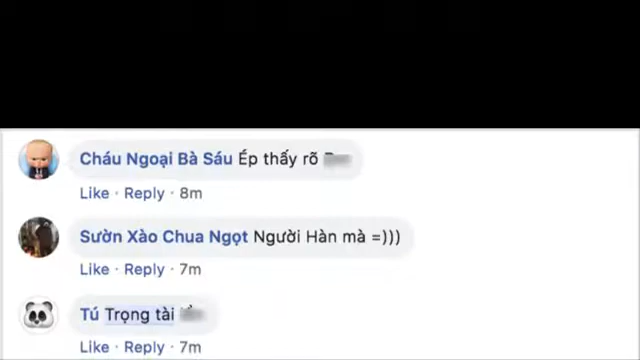 Cháu Ngoại Bà Sáu Ép thấy rõ
Like · Reply · 8m
Sườn Xào Chua Ngọt Người Hàn mà =)))
Like · Reply · 7m
Tú Trọng tài
Like · Reply · 7m